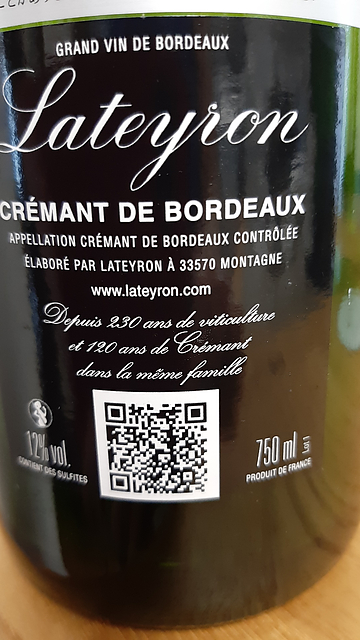 GRAND VIN DE BORDEAUX
Lateyron
CRÉMANT DE BORDEAUX
APPELLATION CRÉMANT DE BORDEAUX CONTRÔLÉE
ÉLABORÉ PAR LATEYRON À 33570 MONTAGNE
www.lateyron.com
Depuis 230 ans de viticulture
et 120 ans de Crémant
dans la même famille
12% vol.
CONTIENT DES SULFITES
750 ml
PRODUIT DE FRANCE